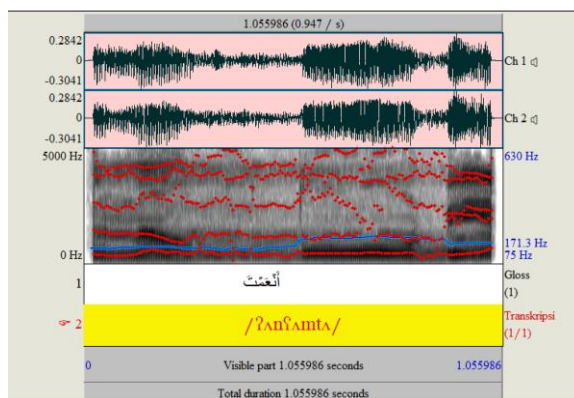 1.055986 (0.947 / s)
0.2842
0
-0.3041
Ch 1
0.2842
0
-0.3041
Ch 2
5000 Hz
630 Hz
171.3 Hz
0 Hz
75 Hz
1
أَنْعَمْتَ
Gloss
(1)
☞ 2
/ʔʌnʕʌmtʌ/
Transkripsi
(1/1)
0
Visible part 1.055986 seconds
1.055986
Total duration 1.055986 seconds